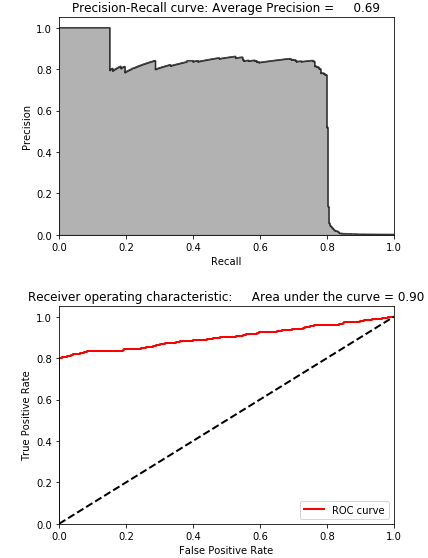 Precision-Recall curve: Average Precision = 0.69
1.0
0.8
0.6
0.4
0.2
0.0
Precision
0.0 0.2 0.4 0.6 0.8 1.0
Recall
Receiver operating characteristic: Area under the curve = 0.90
1.0
0.8
0.6
0.4
0.2
0.0
True Positive Rate
ROC curve
0.0 0.2 0.4 0.6 0.8 1.0
False Positive Rate